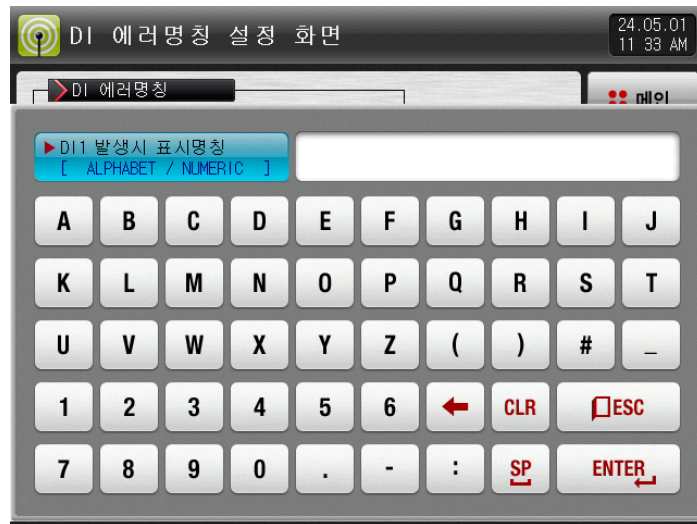 DI 에러명칭 설정 화면
24.05.01
11 33 AM
DI 에러명칭
메인
DI1 발생시 표시명칭
[ ALPHABET / NUMERIC ]
A B C D E F G H I J
K L M N O P Q R S T
U V W X Y Z ( ) # _
1 2 3 4 5 6 CLR ESC
7 8 9 0 . - : SP ENTER